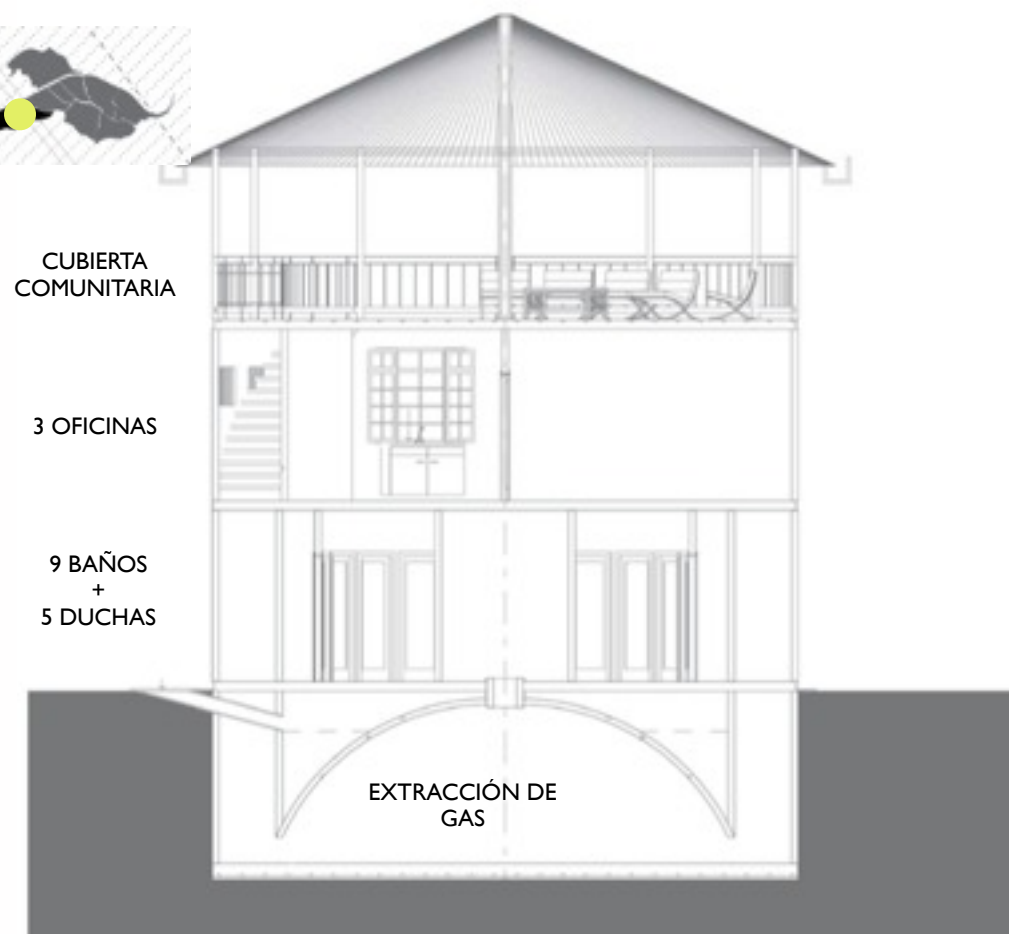 CUBIERTA
COMUNITARIA
3 OFICINAS
9 BAÑOS
+
5 DUCHAS
EXTRACCIÓN DE
GAS